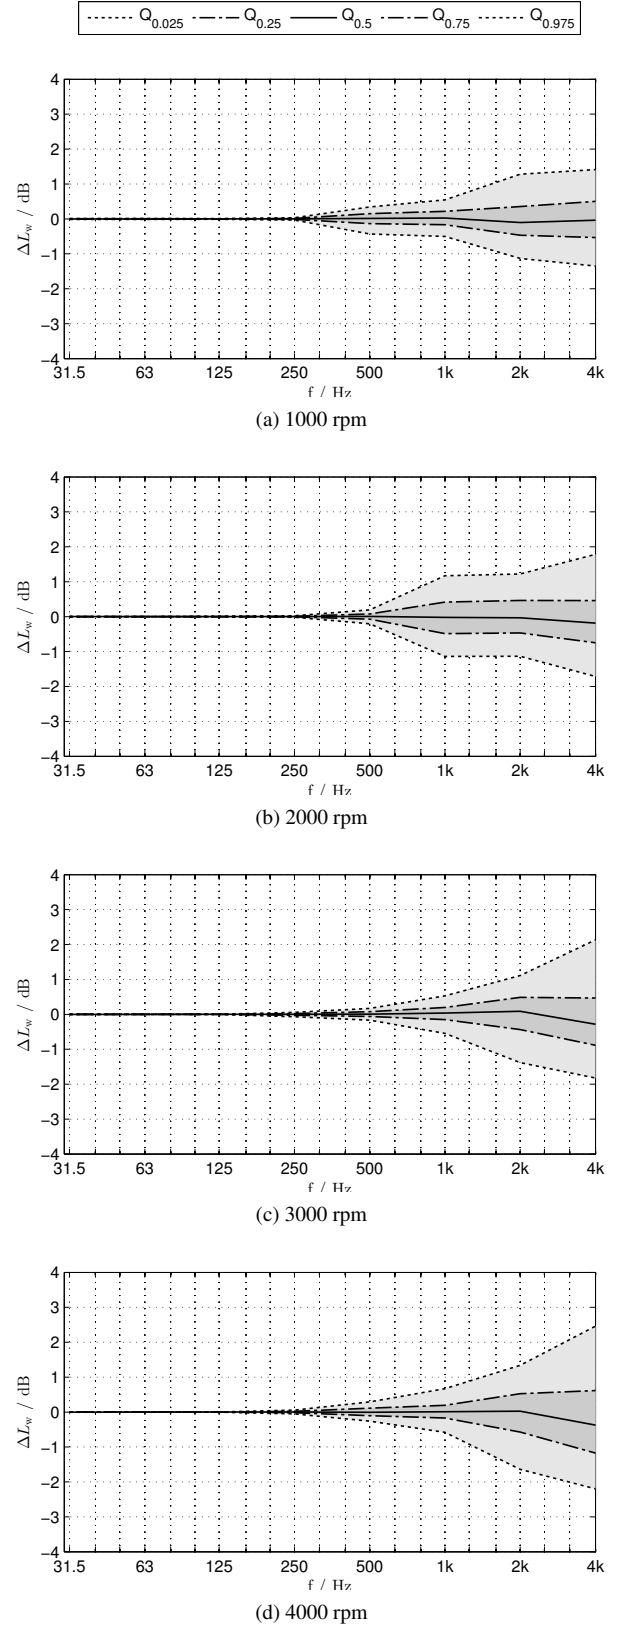 Q0.025 Q0.25 Q0.5 Q0.75 Q0.975
4
3
2
1
0
−1
−2
−3
−4
ΔLw / dB
31.5 63 125 250 500 1k 2k 4k
f / Hz
(a) 1000 rpm
4
3
2
1
0
−1
−2
−3
−4
ΔLw / dB
31.5 63 125 250 500 1k 2k 4k
f / Hz
(b) 2000 rpm
4
3
2
1
0
−1
−2
−3
−4
ΔLw / dB
31.5 63 125 250 500 1k 2k 4k
f / Hz
(c) 3000 rpm
4
3
2
1
0
−1
−2
−3
−4
ΔLw / dB
31.5 63 125 250 500 1k 2k 4k
f / Hz
(d) 4000 rpm